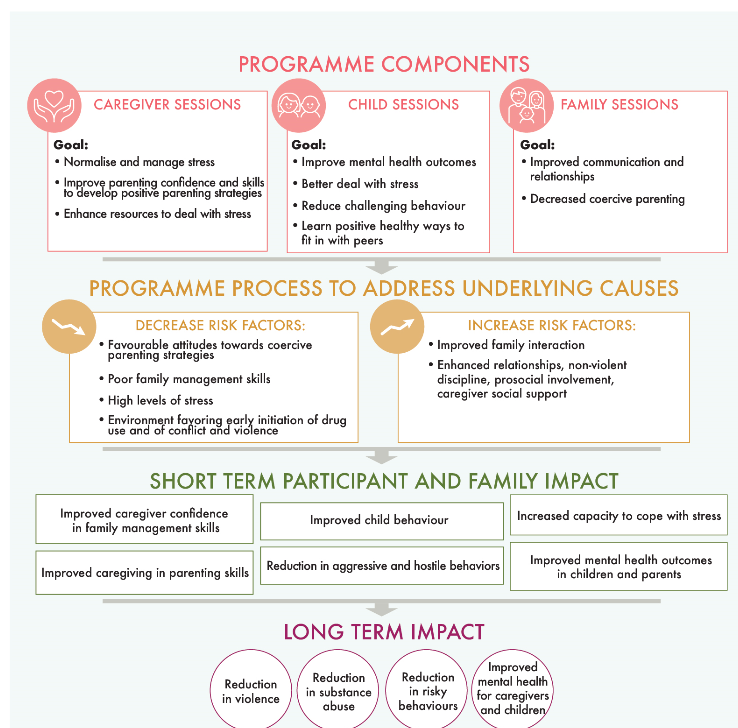 PROGRAMME COMPONENTS
CAREGIVER SESSIONS
Goal:
• Normalise and manage stress
• Improve parenting confidence and skills
to develop positive parenting strategies
• Enhance resources to deal with stress
CHILD SESSIONS
Goal:
• Improve mental health outcomes
• Better deal with stress
• Reduce challenging behaviour
• Learn positive healthy ways to
fit in with peers
FAMILY SESSIONS
Goal:
• Improved communication and
relationships
• Decreased coercive parenting
PROGRAMME PROCESS TO ADDRESS UNDERLYING CAUSES
DECREASE RISK FACTORS:
• Favourable attitudes towards coercive
parenting strategies
• Poor family management skills
• High levels of stress
• Environment favoring early initiation of drug
use and of conflict and violence
INCREASE RISK FACTORS:
• Improved family interaction
• Enhanced relationships, non-violent
discipline, prosocial involvement,
caregiver social support
SHORT TERM PARTICIPANT AND FAMILY IMPACT
Improved caregiver confidence
in family management skills
Improved child behaviour
Increased capacity to cope with stress
Improved caregiving in parenting skills
Reduction in aggressive and hostile behaviors
Improved mental health outcomes
in children and parents
LONG TERM IMPACT
Reduction
in violence
Reduction
in substance
abuse
Reduction
in risky
behaviours
Improved
mental health
for caregivers
and children